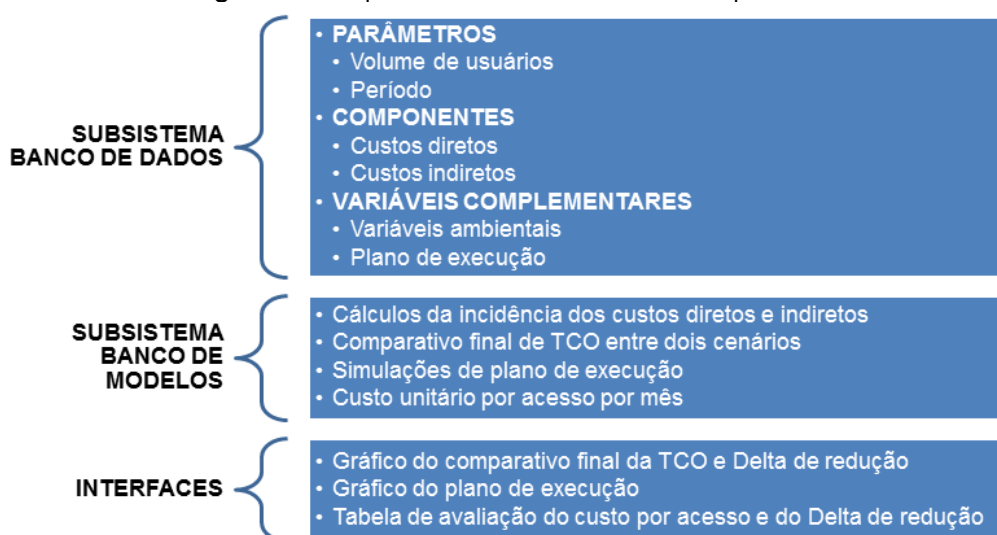 SUBSISTEMA
BANCO DE DADOS
• PARÂMETROS
• Volume de usuários
• Período
• COMPONENTES
• Custos diretos
• Custos indiretos
• VARIÁVEIS COMPLEMENTARES
• Variáveis ambientais
• Plano de execução
SUBSISTEMA
BANCO DE
MODELOS
• Cálculos da incidência dos custos diretos e indiretos
• Comparativo final de TCO entre dois cenários
• Simulações de plano de execução
• Custo unitário por acesso por mês
INTERFACES
• Gráfico do comparativo final da TCO e Delta de redução
• Gráfico do plano de execução
• Tabela de avaliação do custo por acesso e do Delta de redução